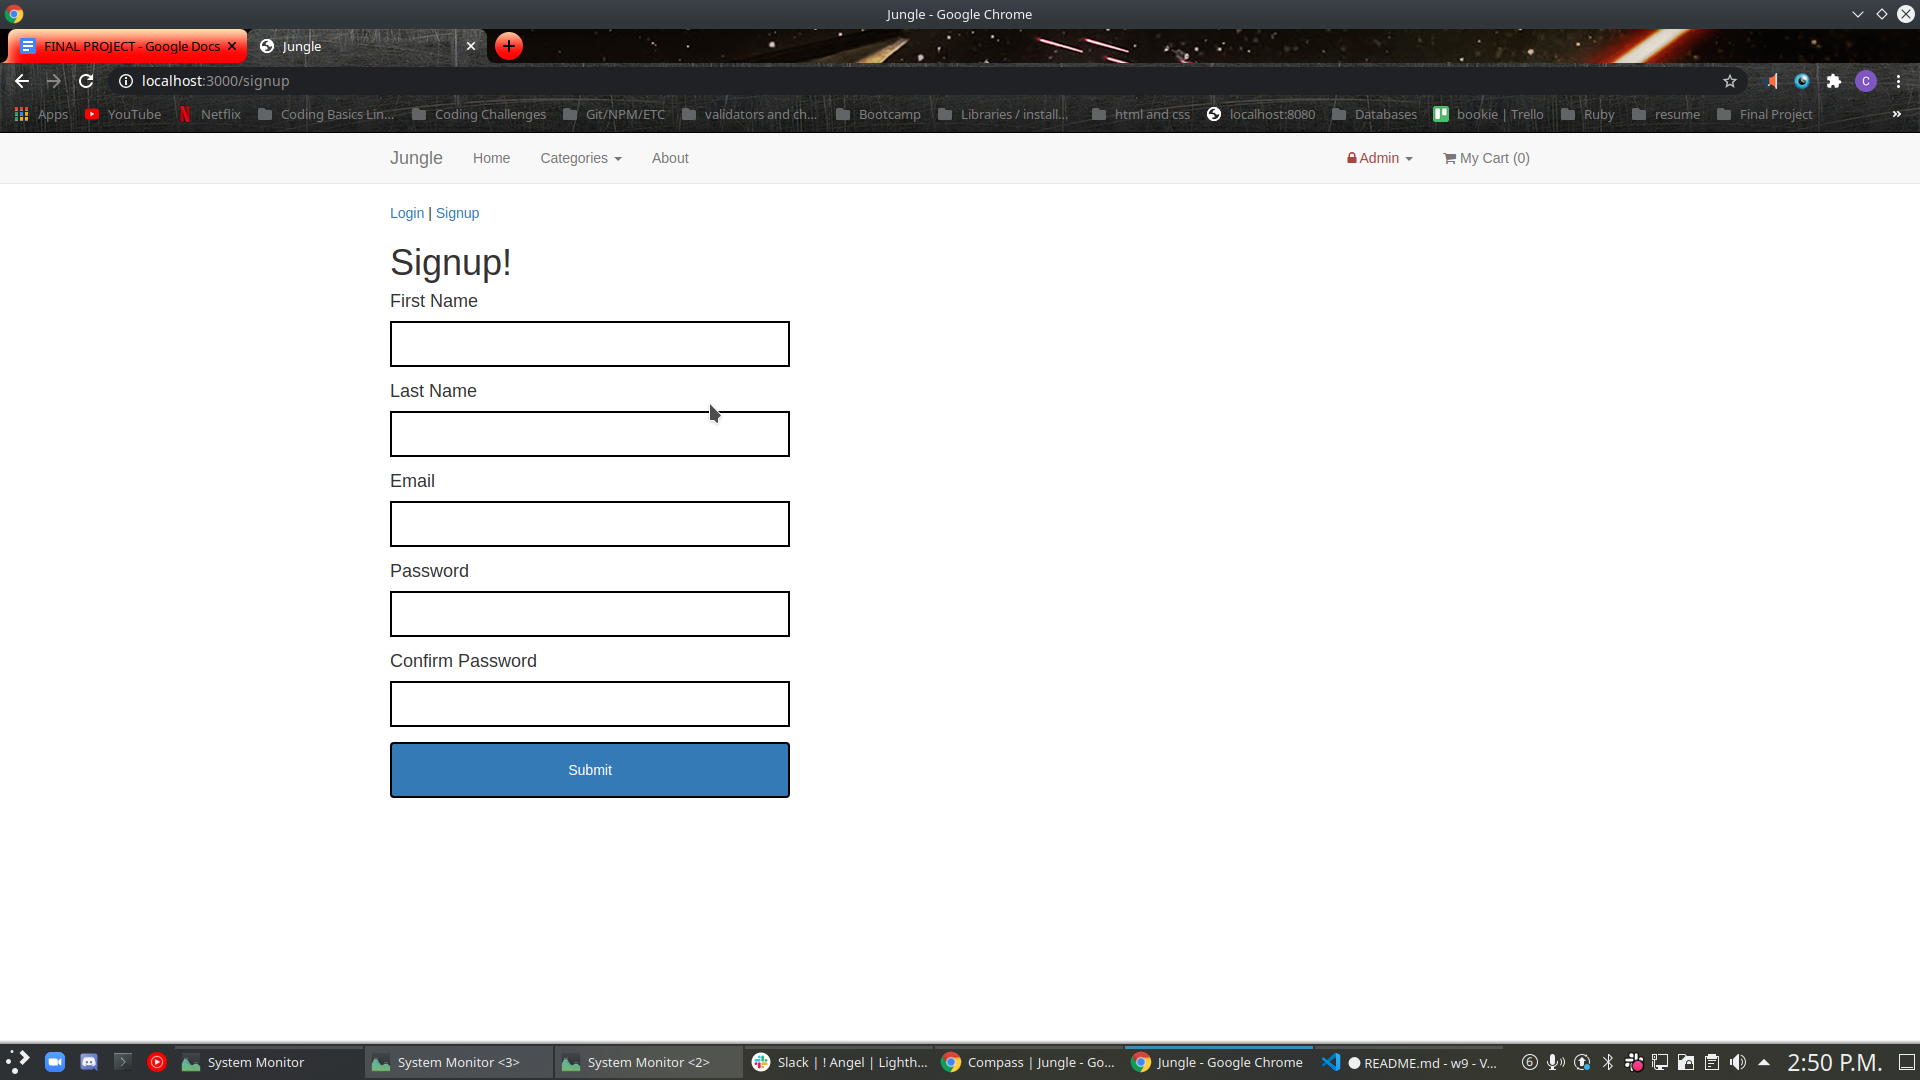 Jungle - Google Chrome
FINAL PROJECT - Google Docs
Jungle
localhost:3000/signup
C
Apps
YouTube
Netflix
Coding Basics Lin...
Coding Challenges
Git/NPM/ETC
validators and ch...
Bootcamp
Libraries / install...
html and css
localhost:8080
Databases
bookie | Trello
Ruby
resume
Final Project
»
Jungle
Home
Categories
About
Admin
My Cart (0)
Login | Signup
Signup!
First Name
Last Name
Email
Password
Confirm Password
Submit
System Monitor
System Monitor <3>
System Monitor <2>
Slack | ! Angel | Lighth...
Compass | Jungle - Go...
Jungle - Google Chrome
README.md - w9 - V...
6
2:50 P.M.